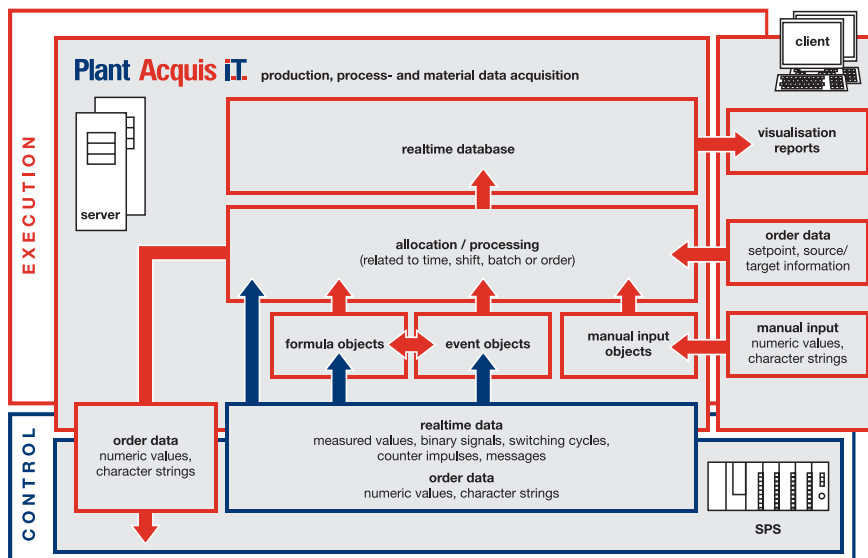 Plant Acquis i.T. production, process- and material data acquisition
client
server
realtime database
visualisation
reports
allocation / processing
(related to time, shift, batch or order)
order data
setpoint, source/
target information
formula objects
event objects
manual input
objects
manual input
numeric values,
character strings
order data
numeric values,
character strings
realtime data
measured values, binary signals, switching cycles,
counter impulses, messages
order data
numeric values, character strings
SPS
EXECUTION
CONTROL